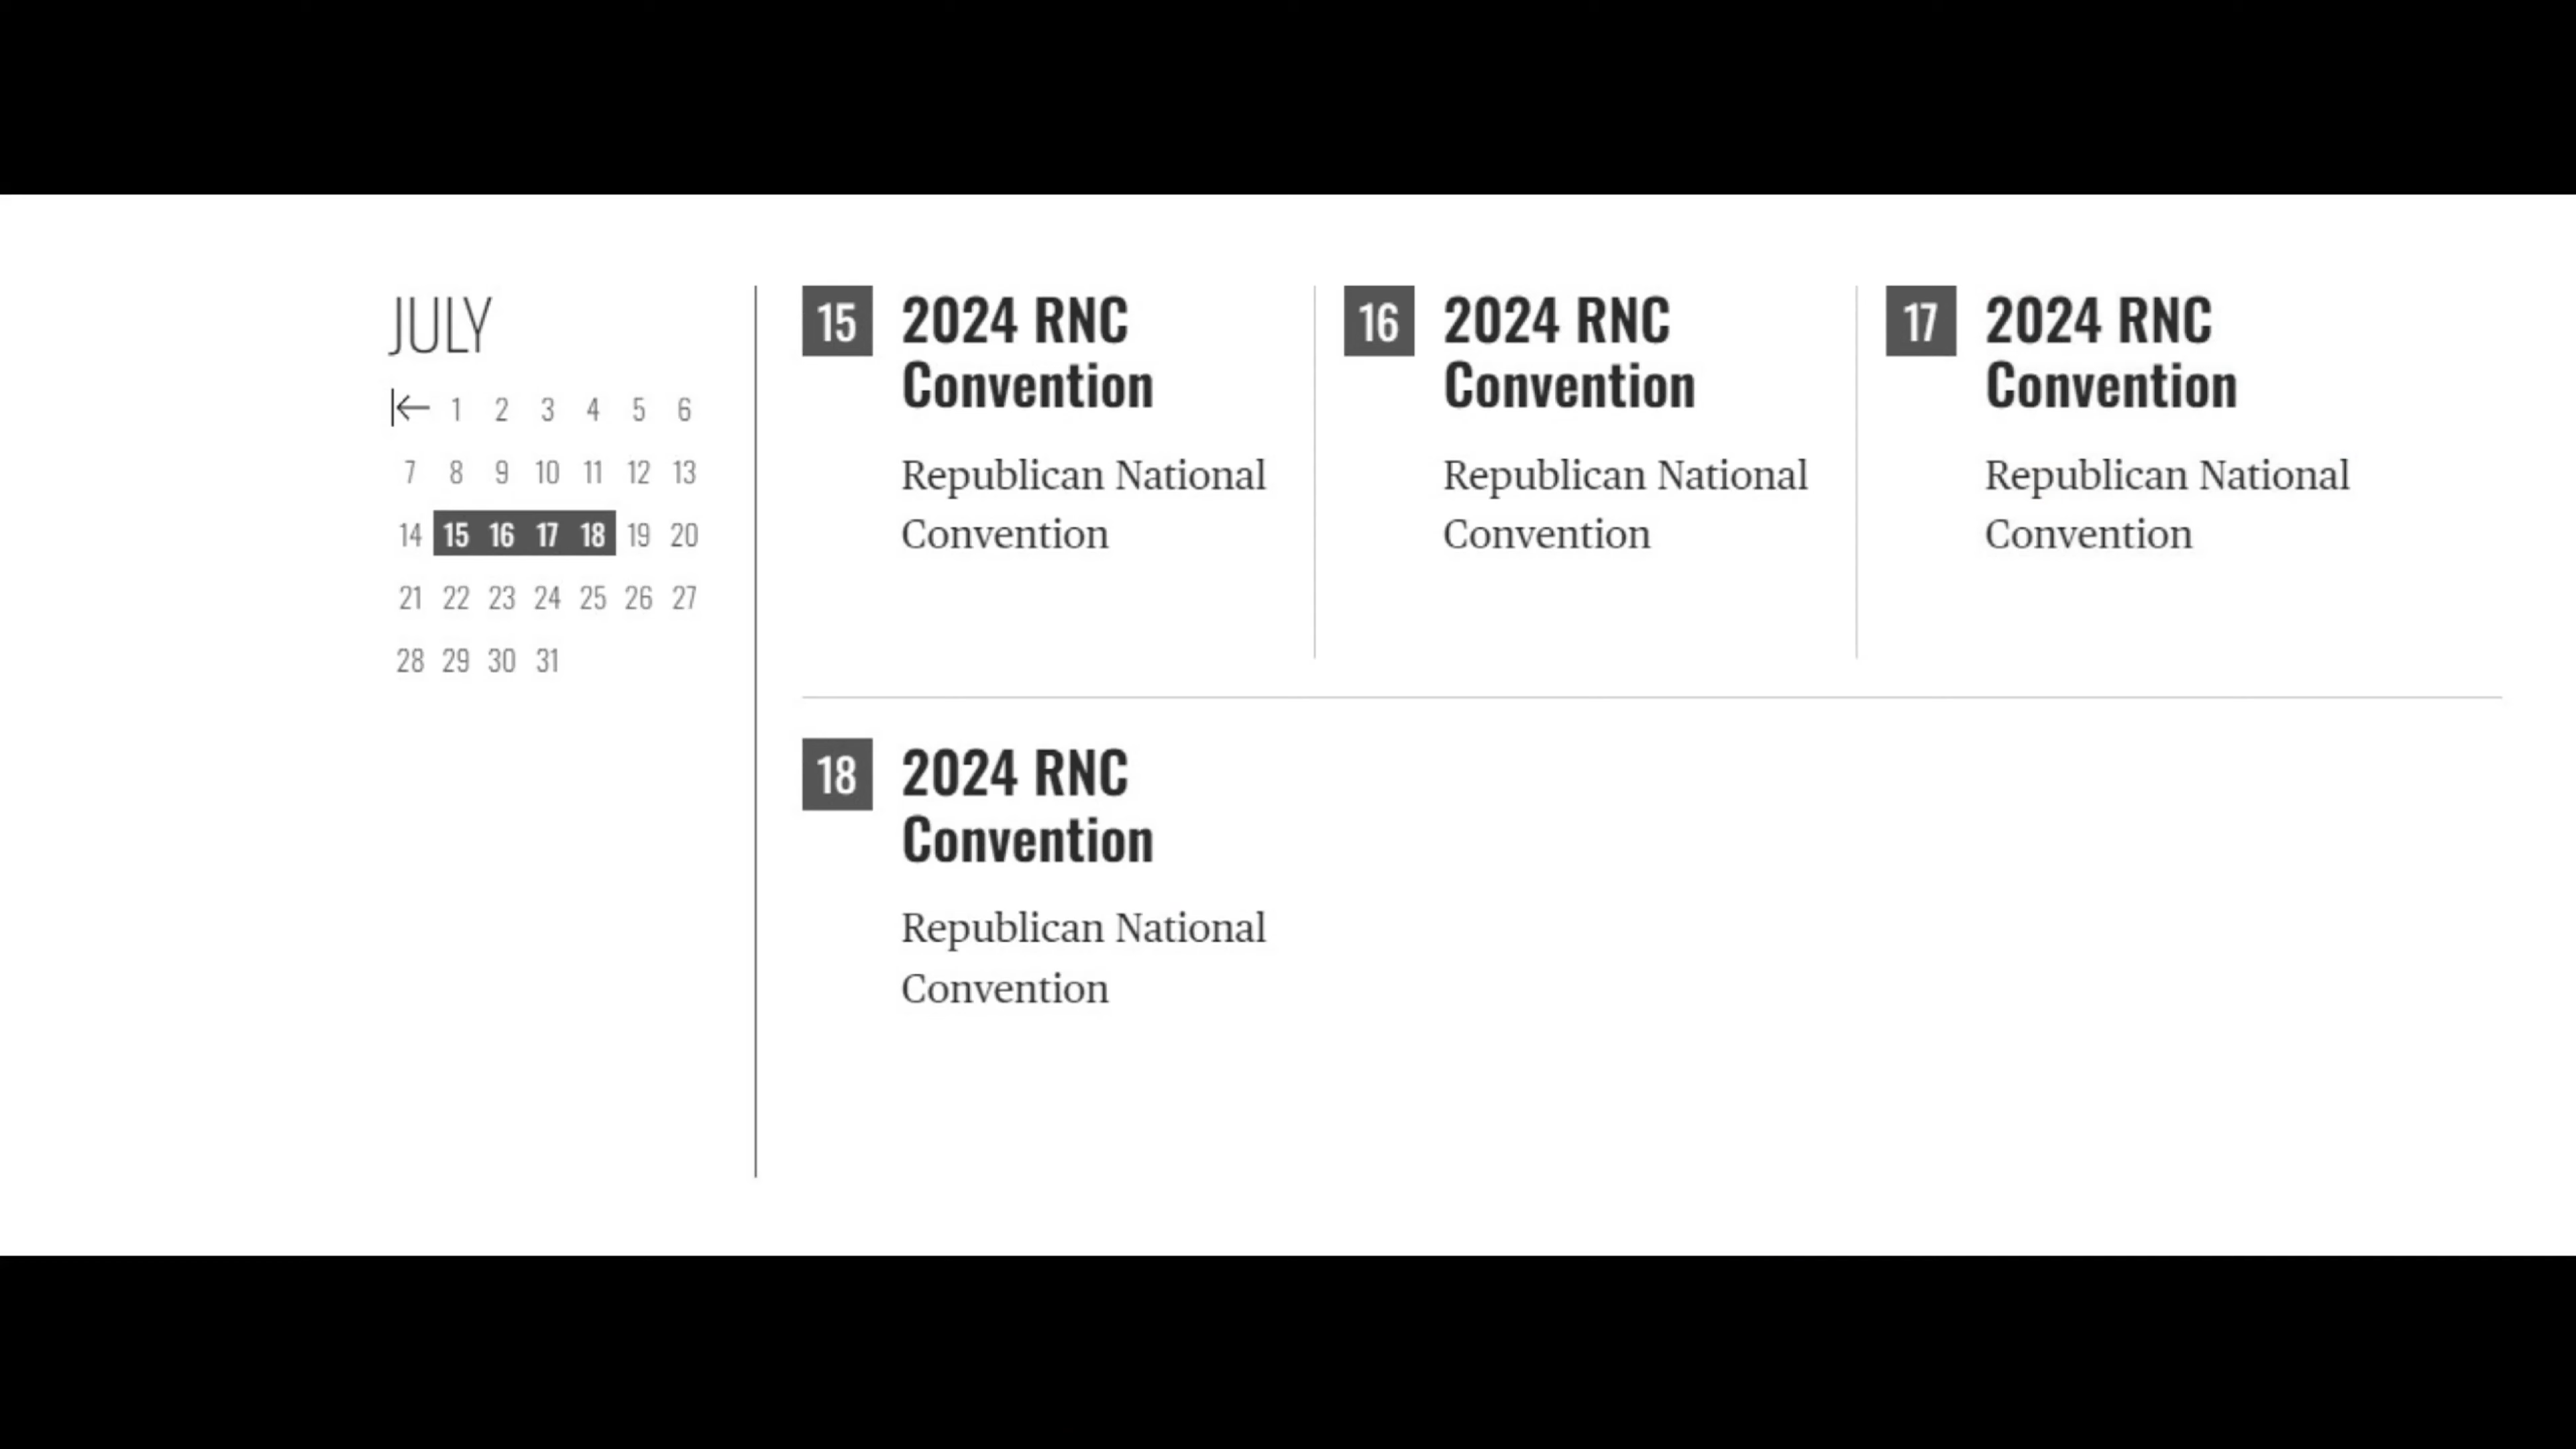 JULY
1 2 3 4 5 6
7 8 9 10 11 12 13
14 15 16 17 18 19 20
21 22 23 24 25 26 27
28 29 30 31
15 2024 RNC
Convention
Republican National
Convention
16 2024 RNC
Convention
Republican National
Convention
17 2024 RNC
Convention
Republican National
Convention
18 2024 RNC
Convention
Republican National
Convention